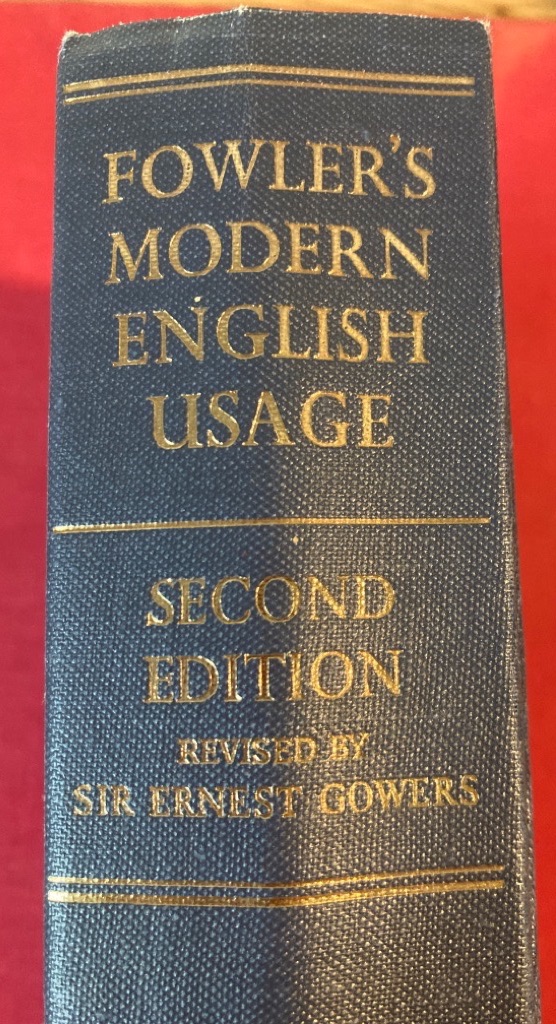 FOWLER'S
MODERN
ENGLISH
USAGE
SECOND
EDITION
REVISED BY
SIR ERNEST GOWERS